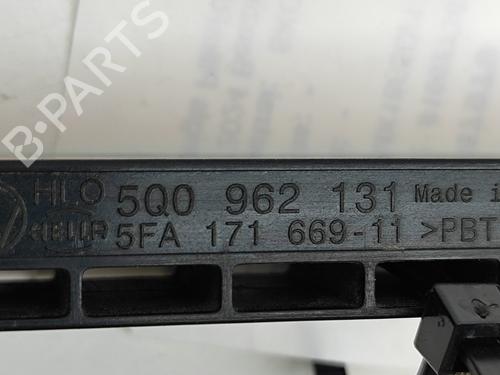 B-PARTS
HLO 5Q0 962 131 Made i
HELLA 5FA 171 669-11 >PBT